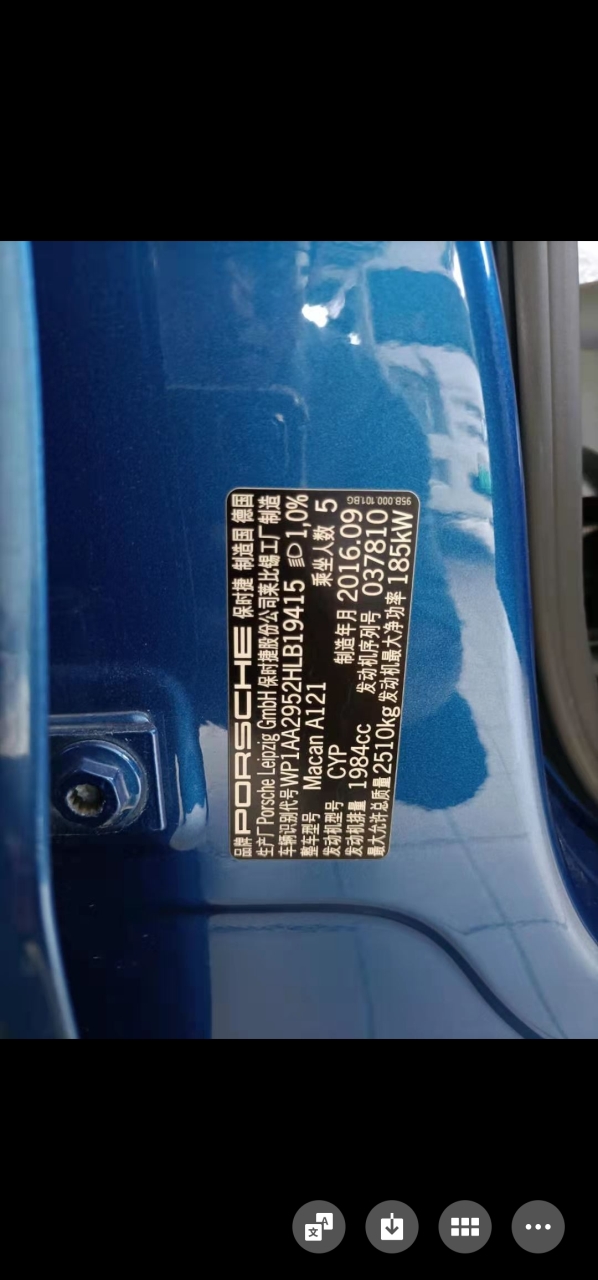 品牌 PORSCHE 保时捷 制造国 德国
生产厂 Porsche Leipzig GmbH 保时捷股份公司莱比锡工厂制造
车辆识别代号 WP1AA2952HLB19415 1,0%
整车型号 Macan A121 乘坐人数 5
发动机型号 CYP 制造年月 2016.09
发动机排量 1984cc 发动机序列号 037810
最大允许总质量 2510kg 发动机最大净功率 185kW
958.000.101.BG
文 A